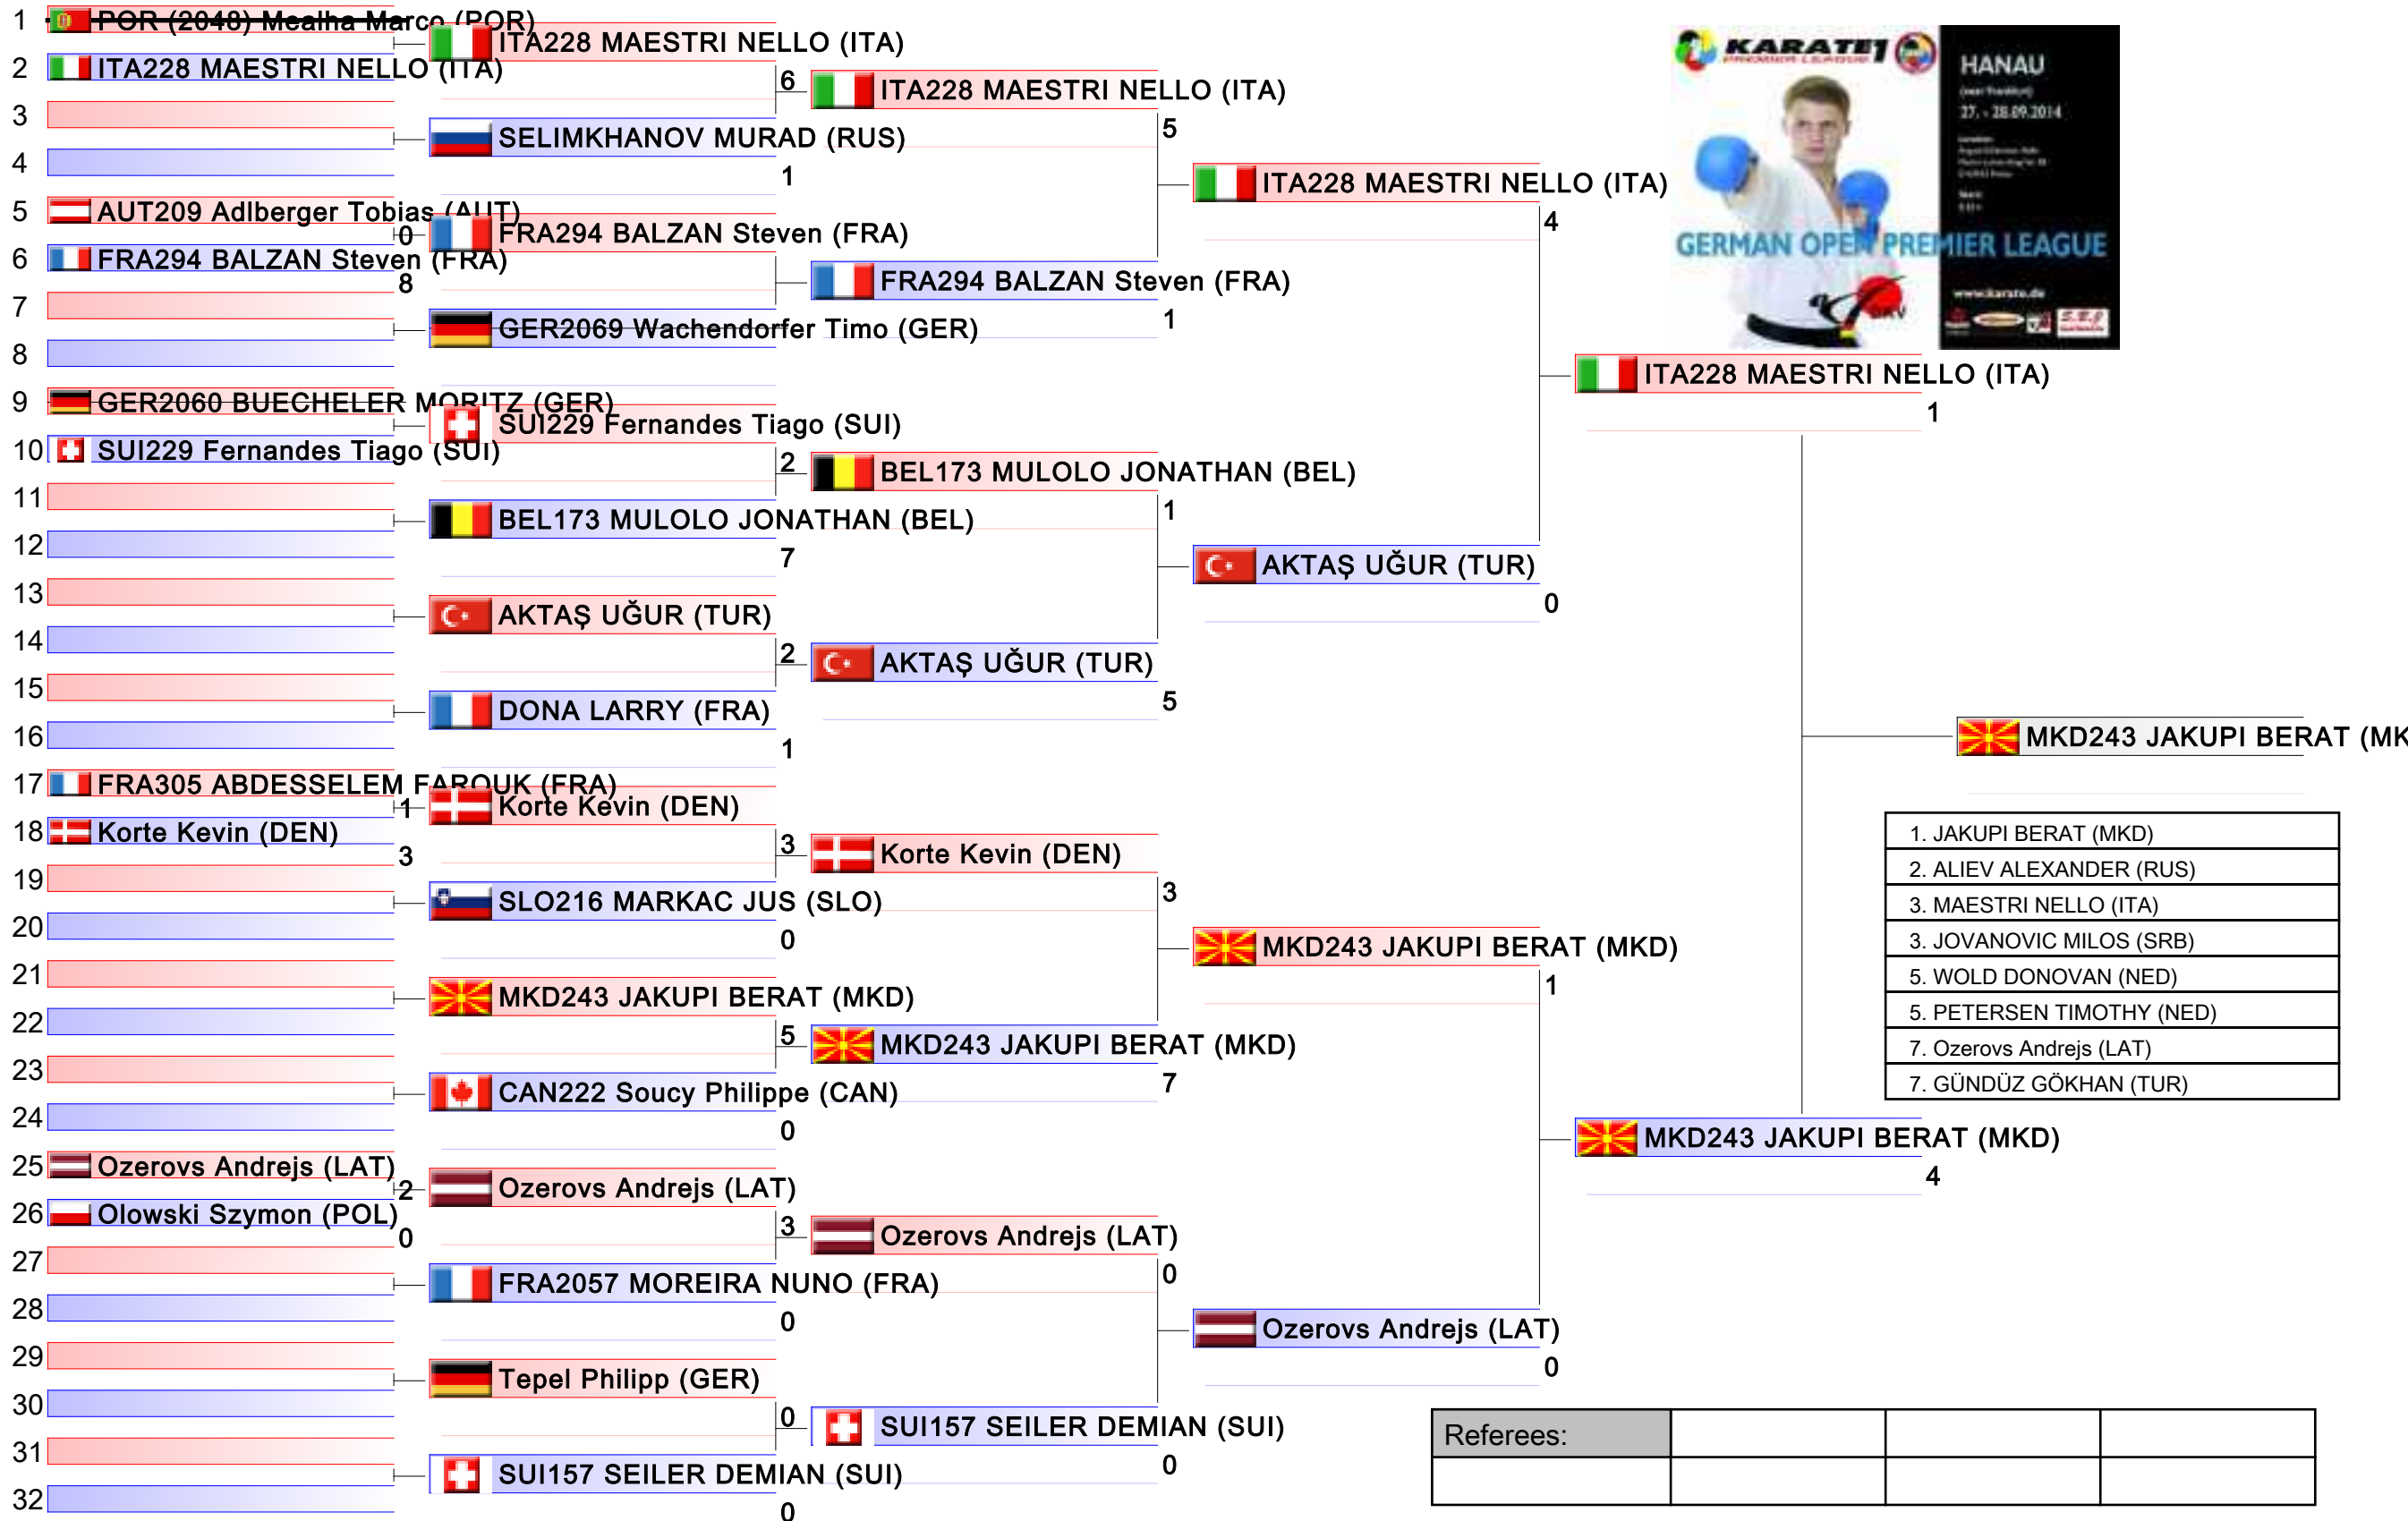 1 POR (2048) Mealha Marco (POR)
2 ITA228 MAESTRI NELLO (ITA)
3
4
5 AUT209 Adlberger Tobias (AUT)
0
6 FRA294 BALZAN Steven (FRA)
8
7
8
9 GER2060 BUECHELER MORITZ (GER)
10 SUI229 Fernandes Tiago (SUI)
11
12
13
14
15
16
17 FRA305 ABDESSELEM FAROUK (FRA)
1
18 Korte Kevin (DEN)
3
19
20
21
22
23
24
25 Ozerovs Andrejs (LAT)
2
26 Olowski Szymon (POL)
0
27
28
29
30
31
32
ITA228 MAESTRI NELLO (ITA)
6
SELIMKHANOV MURAD (RUS)
1
FRA294 BALZAN Steven (FRA)
GER2069 Wachendorfer Timo (GER)
SUI229 Fernandes Tiago (SUI)
2
BEL173 MULOLO JONATHAN (BEL)
7
AKTAŞ UĞUR (TUR)
2
DONA LARRY (FRA)
1
Korte Kevin (DEN)
3
SLO216 MARKAC JUS (SLO)
0
MKD243 JAKUPI BERAT (MKD)
5
CAN222 Soucy Philippe (CAN)
0
Ozerovs Andrejs (LAT)
3
FRA2057 MOREIRA NUNO (FRA)
0
Tepel Philipp (GER)
0
SUI157 SEILER DEMIAN (SUI)
0
ITA228 MAESTRI NELLO (ITA)
5
FRA294 BALZAN Steven (FRA)
1
BEL173 MULOLO JONATHAN (BEL)
1
AKTAŞ UĞUR (TUR)
5
Korte Kevin (DEN)
3
MKD243 JAKUPI BERAT (MKD)
7
Ozerovs Andrejs (LAT)
0
SUI157 SEILER DEMIAN (SUI)
0
ITA228 MAESTRI NELLO (ITA)
4
AKTAŞ UĞUR (TUR)
0
MKD243 JAKUPI BERAT (MKD)
1
Ozerovs Andrejs (LAT)
0
ITA228 MAESTRI NELLO (ITA)
1
MKD243 JAKUPI BERAT (MKD)
4
MKD243 JAKUPI BERAT (MK
KARATE1
PREMIER LEAGUE
HANAU
(near Frankfurt)
27. - 28.09.2014
GERMAN OPEN PREMIER LEAGUE
www.karate.de
1. JAKUPI BERAT (MKD)
2. ALIEV ALEXANDER (RUS)
3. MAESTRI NELLO (ITA)
3. JOVANOVIC MILOS (SRB)
5. WOLD DONOVAN (NED)
5. PETERSEN TIMOTHY (NED)
7. Ozerovs Andrejs (LAT)
7. GÜNDÜZ GÖKHAN (TUR)
Referees: